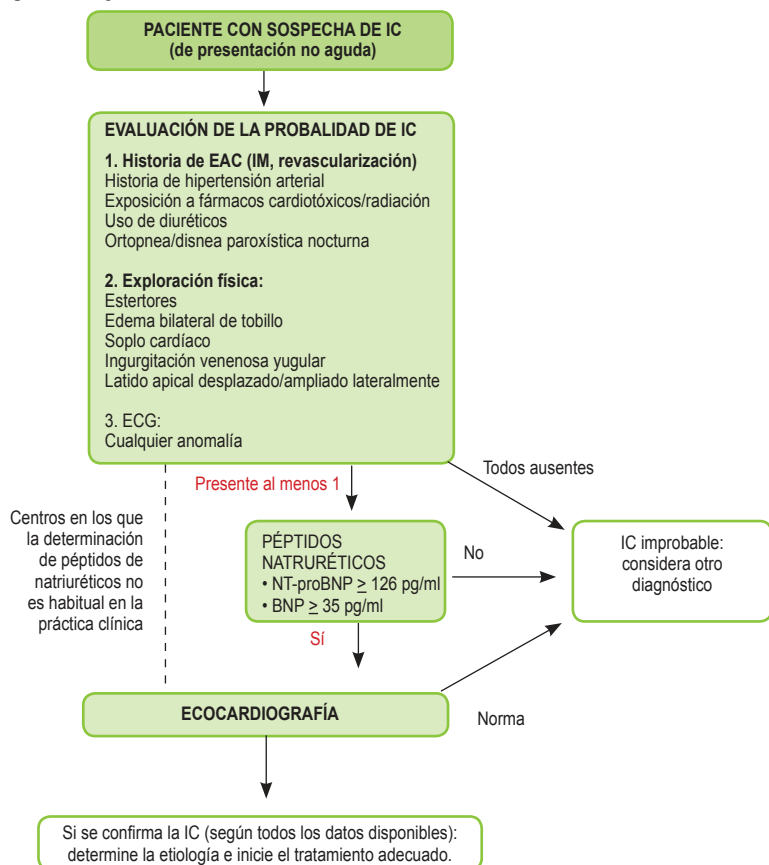 PACIENTE CON SOSPECHA DE IC
(de presentación no aguda)
EVALUACIÓN DE LA PROBALIDAD DE IC
1. Historia de EAC (IM, revascularización)
Historia de hipertensión arterial
Exposición a fármacos cardiotóxicos/radiación
Uso de diuréticos
Ortopnea/disnea paroxística nocturna
2. Exploración física:
Estertores
Edema bilateral de tobillo
Soplo cardíaco
Ingurgitación venenosa yugular
Latido apical desplazado/ampliado lateralmente
3. ECG:
Cualquier anomalía
Presente al menos 1
Todos ausentes
Centros en los que
la determinación
de péptidos de
natriuréticos no
es habitual en la
práctica clínica
PÉPTIDOS
NATRURÉTICOS
• NT-proBNP ≥ 126 pg/ml
• BNP ≥ 35 pg/ml
No
IC improbable:
considera otro
diagnóstico
Sí
ECOCARDIOGRAFÍA
Norma
Si se confirma la IC (según todos los datos disponibles):
determine la etiología e inicie el tratamiento adecuado.